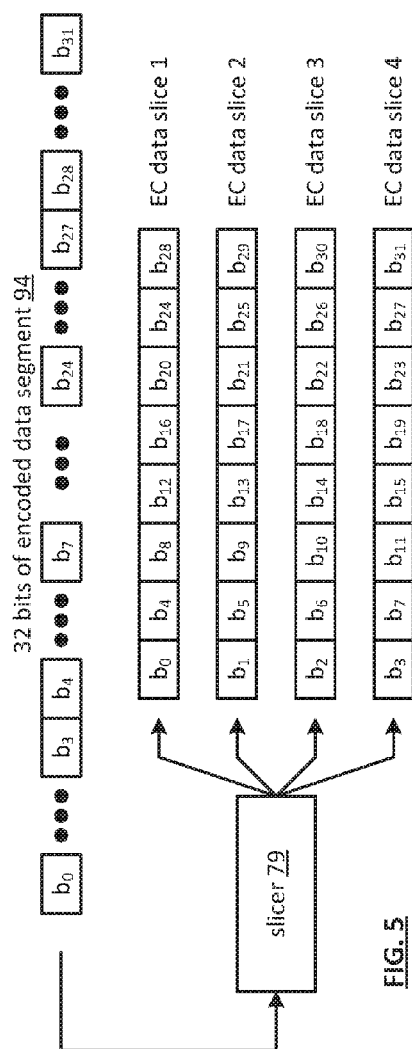 32 bits of encoded data segment 94
b0 ●●● b3 b4 ●●● b7 ●●● b24 ●●● b27 b28 ●●● b31
b0 b4 b8 b12 b16 b20 b24 b28 EC data slice 1
b1 b5 b9 b13 b17 b21 b25 b29 EC data slice 2
b2 b6 b10 b14 b18 b22 b26 b30 EC data slice 3
b3 b7 b11 b15 b19 b23 b27 b31 EC data slice 4
slicer 79
FIG. 5